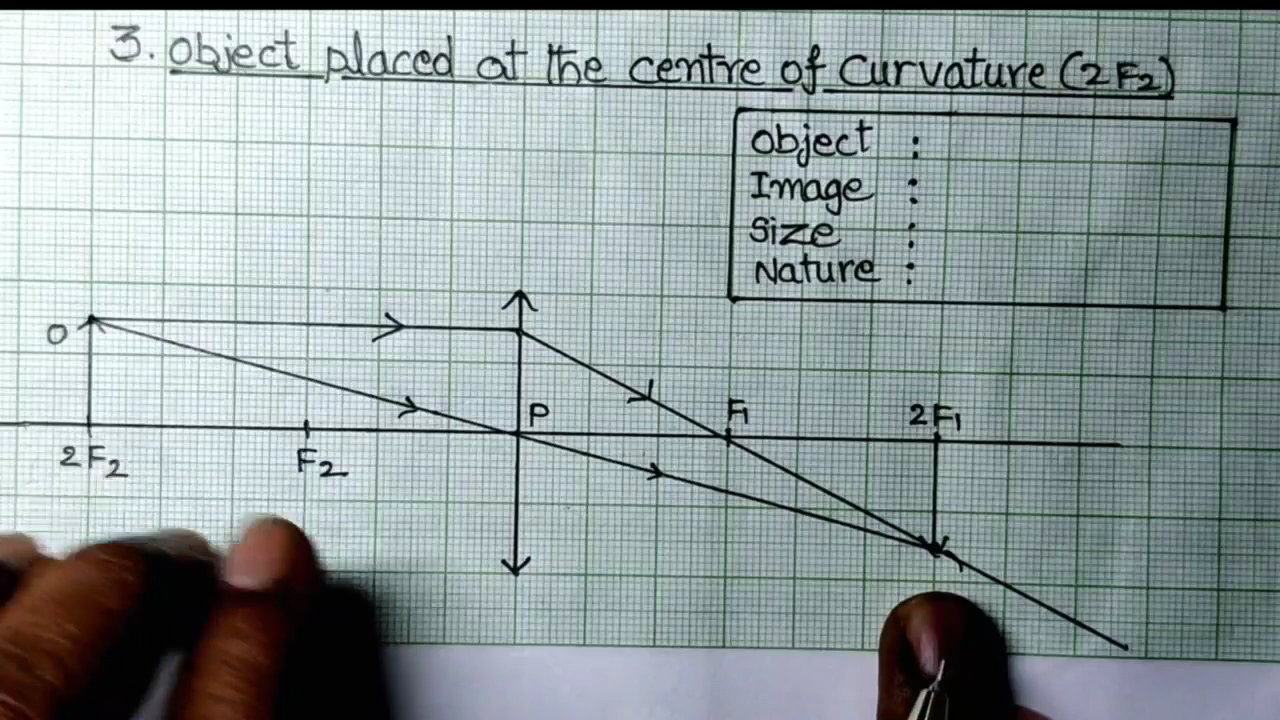 3. Object placed at the centre of Curvature (2F₂)
Object :
Image :
Size :
Nature :
O
P
F₁
2F₁
2F₂
F₂